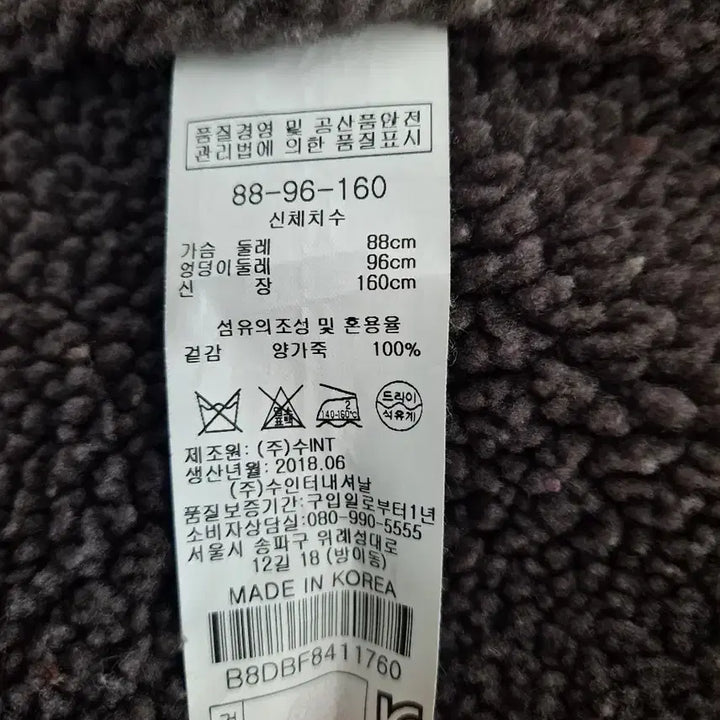 품질경영 및 공산품안전
관리법에 의한 품질표시
88-96-160
신체치수
가슴 둘레 88cm
엉덩이둘레 96cm
신 장 160cm
섬유의조성 및 혼용율
겉감 양가죽 100%
2
140-160℃
드라이
석유계
제조원: (주)수INT
생산년월: 2018.06
(주)수인터내셔날
품질보증기간:구입일로부터1년
소비자상담실:080-990-5555
서울시 송파구 위례성대로
12길 18 (방이동)
MADE IN KOREA
B8DBF8411760